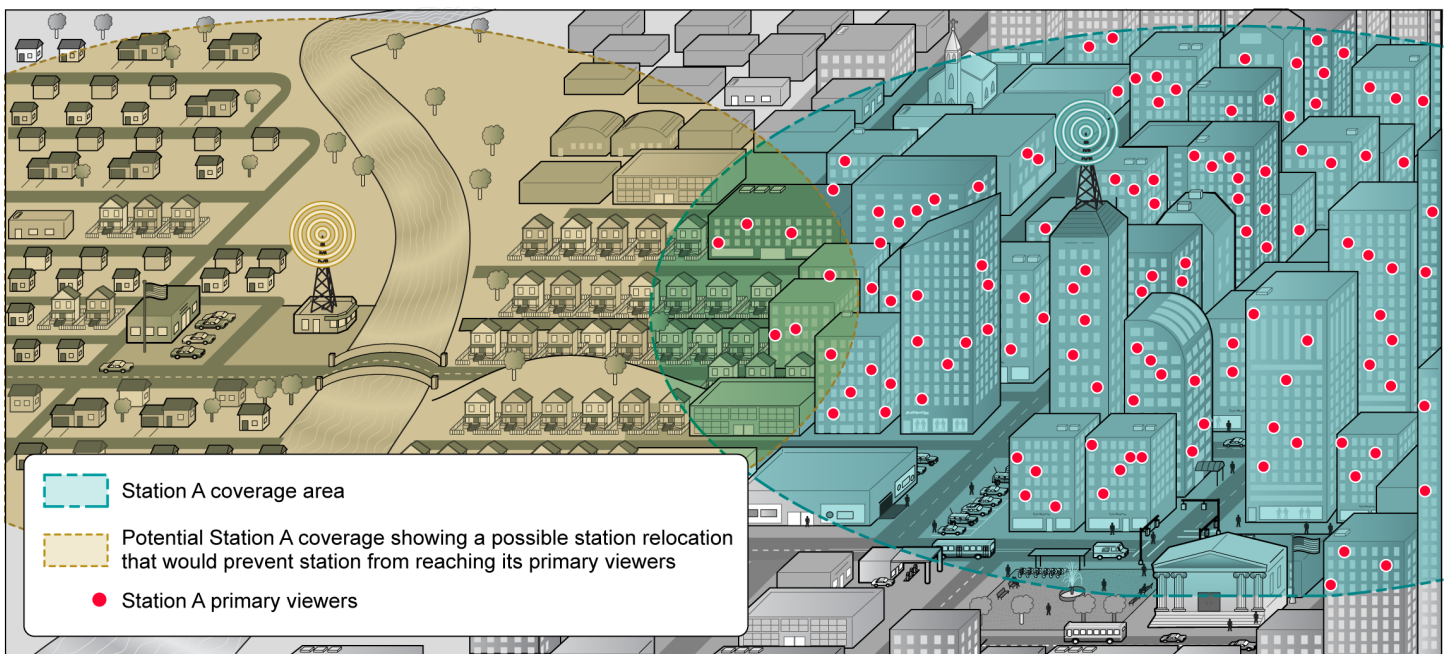 Station A coverage area
Potential Station A coverage showing a possible station relocation
that would prevent station from reaching its primary viewers
Station A primary viewers